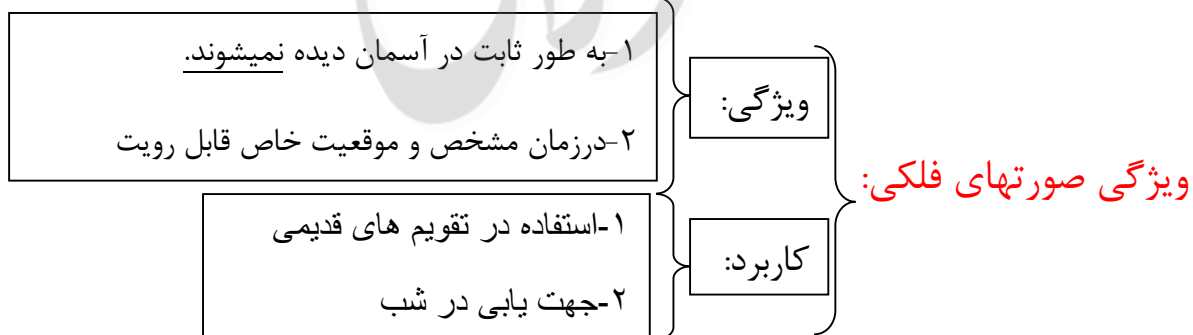 ویژگی صورتهای فلکی:
ویژگی:
۱-به طور ثابت در آسمان دیده نمیشوند.
۲-درزمان مشخص و موقعیت خاص قابل رویت
کاربرد:
۱-استفاده در تقویم های قدیمی
۲-جهت یابی در شب